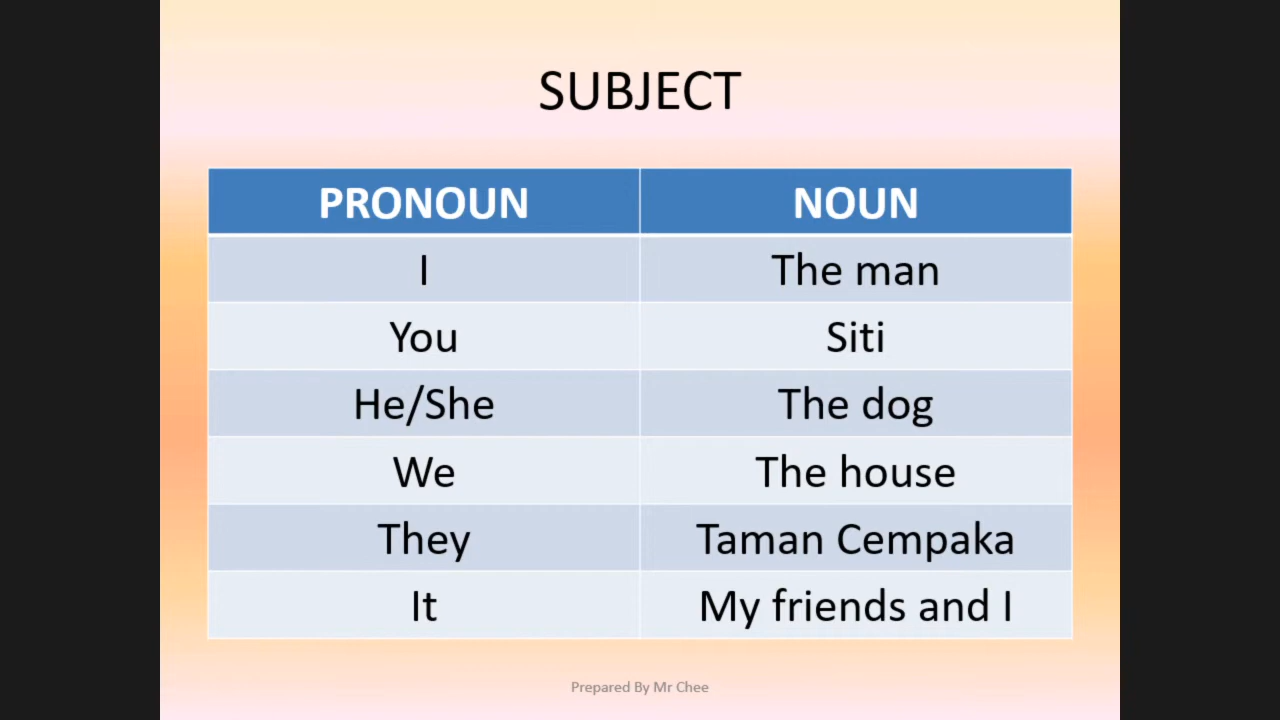 SUBJECT
PRONOUN NOUN
I The man
You Siti
He/She The dog
We The house
They Taman Cempaka
It My friends and I
Prepared By Mr Chee